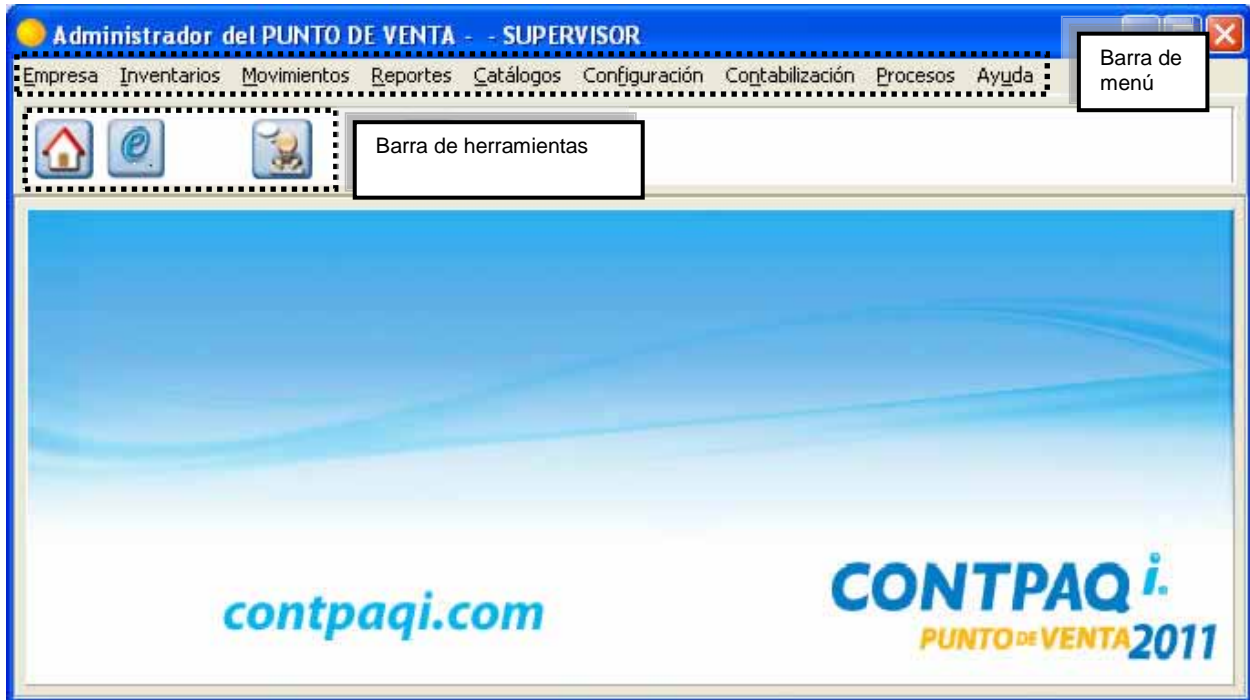 Administrador del PUNTO DE VENTA - - SUPERVISOR
Empresa Inventarios Movimientos Reportes Catálogos Configuración Contabilización Procesos Ayuda
Barra de
menú
Barra de herramientas
contpaqi.com
CONTPAQ i.
PUNTO DE VENTA 2011